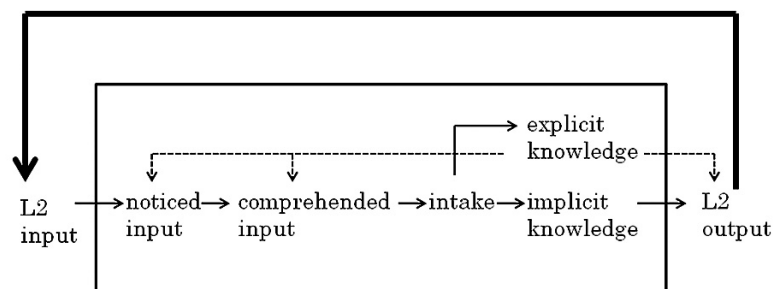 explicit
knowledge
L2
input
noticed
input
comprehended
input
intake
implicit
knowledge
L2
output